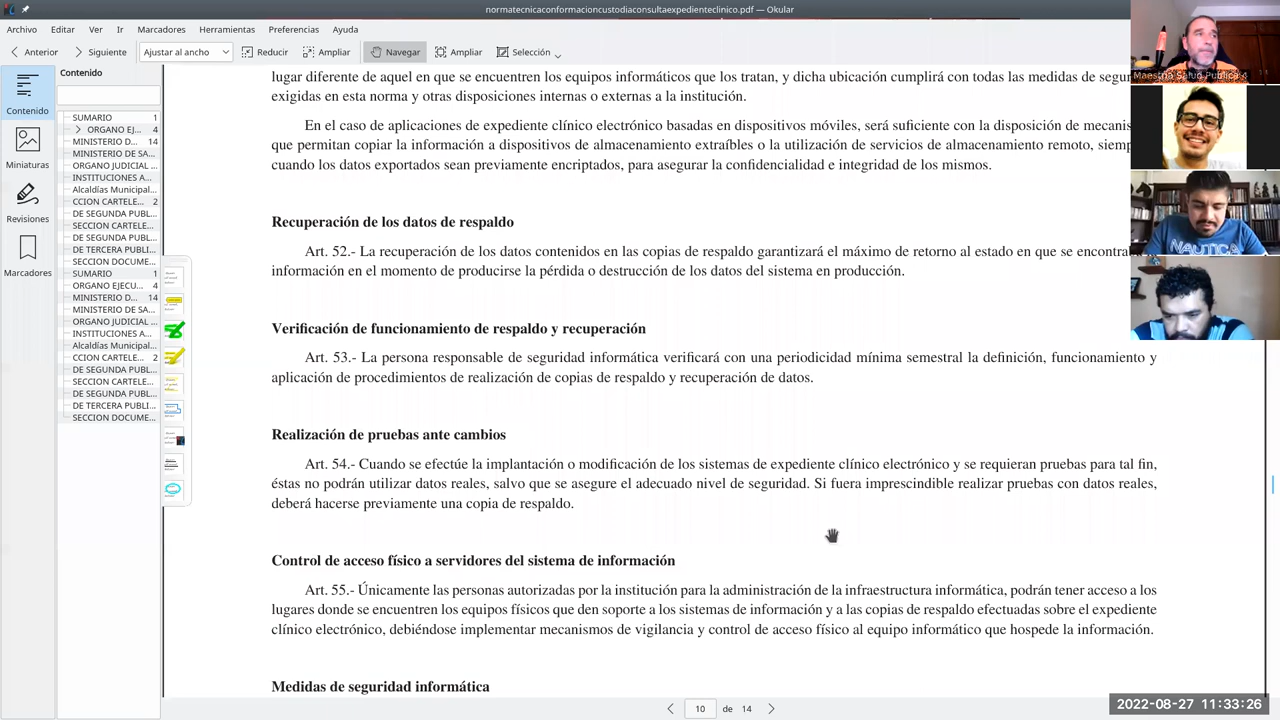 normatecnicaconformacioncustodiaconsultaexpedienteclinico.pdf — Okular
Archivo Editar Ver Ir Marcadores Herramientas Preferencias Ayuda
Anterior Siguiente Ajustar al ancho Reducir Ampliar Navegar Ampliar Selección
Contenido
Miniaturas
Revisiones
Marcadores
Contenido
SUMARIO 1
ORGANO EJ... 4
MINISTERIO D... 14
MINISTERIO DE SA...
ORGANO JUDICIAL ...
INSTITUCIONES A...
Alcaldías Municipal...
CCION CARTELE... 2
DE SEGUNDA PUBL...
SECCION CARTELE...
DE SEGUNDA PUBL...
DE TERCERA PUBLI...
SECCION DOCUME...
SUMARIO 1
ORGANO EJECU... 4
MINISTERIO D... 14
MINISTERIO DE SA...
ORGANO JUDICIAL ...
INSTITUCIONES A...
Alcaldías Municipal...
CCION CARTELE... 2
DE SEGUNDA PUBL...
SECCION CARTELE...
DE SEGUNDA PUBL...
DE TERCERA PUBLI...
SECCION DOCUME...
lugar diferente de aquel en que se encuentren los equipos informáticos que los tratan, y dicha ubicación cumplirá con todas las medidas de segur
exigidas en esta norma y otras disposiciones internas o externas a la institución.
En el caso de aplicaciones de expediente clínico electrónico basadas en dispositivos móviles, será suficiente con la disposición de mecanis
que permitan copiar la información a dispositivos de almacenamiento extraíbles o la utilización de servicios de almacenamiento remoto, siemp
cuando los datos exportados sean previamente encriptados, para asegurar la confidencialidad e integridad de los mismos.
Recuperación de los datos de respaldo
Art. 52.- La recuperación de los datos contenidos en las copias de respaldo garantizará el máximo de retorno al estado en que se encontra
información en el momento de producirse la pérdida o destrucción de los datos del sistema en producción.
Verificación de funcionamiento de respaldo y recuperación
Art. 53.- La persona responsable de seguridad informática verificará con una periodicidad mínima semestral la definición, funcionamiento y
aplicación de procedimientos de realización de copias de respaldo y recuperación de datos.
Realización de pruebas ante cambios
Art. 54.- Cuando se efectúe la implantación o modificación de los sistemas de expediente clínico electrónico y se requieran pruebas para tal fin,
éstas no podrán utilizar datos reales, salvo que se asegure el adecuado nivel de seguridad. Si fuera imprescindible realizar pruebas con datos reales,
deberá hacerse previamente una copia de respaldo.
Control de acceso físico a servidores del sistema de información
Art. 55.- Únicamente las personas autorizadas por la institución para la administración de la infraestructura informática, podrán tener acceso a los
lugares donde se encuentren los equipos físicos que den soporte a los sistemas de información y a las copias de respaldo efectuadas sobre el expediente
clínico electrónico, debiéndose implementar mecanismos de vigilancia y control de acceso físico al equipo informático que hospede la información.
Medidas de seguridad informática
10 de 14
Maestria Salud Publica 4
NAUTICA
2022-08-27 11:33:26